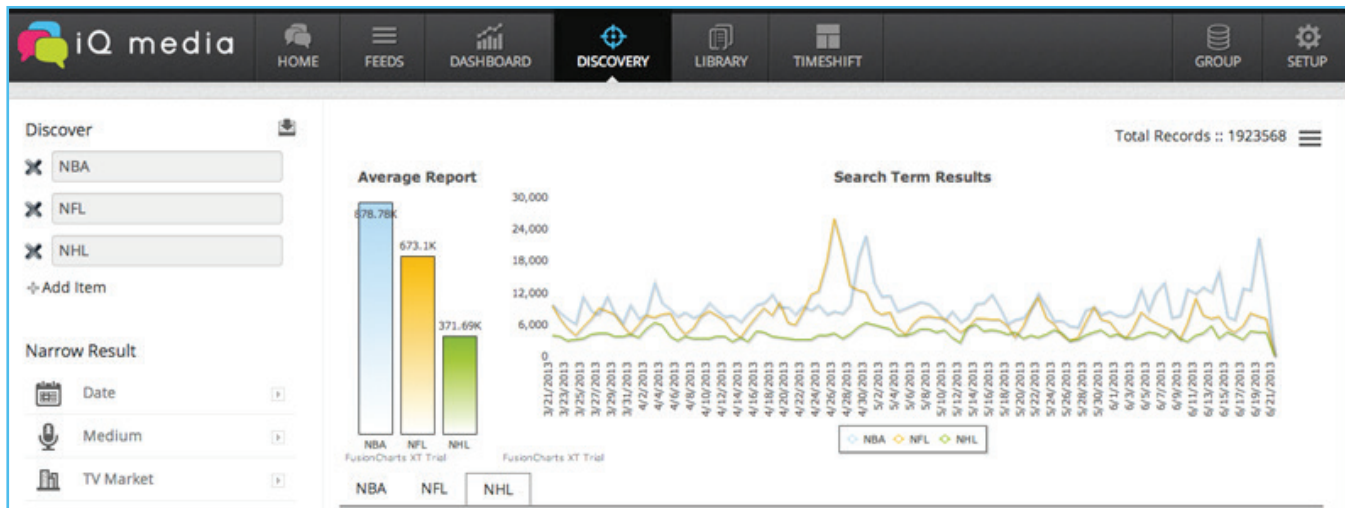 iQ media
HOME
FEEDS
DASHBOARD
DISCOVERY
LIBRARY
TIMESHIFT
GROUP
SETUP
Discover
NBA
NFL
NHL
Add Item
Narrow Result
Date
Medium
TV Market
Total Records :: 1923568
Average Report
878.78K
673.1K
371.69K
NBA NFL NHL
FusionCharts XT Trial
Search Term Results
30,000
24,000
18,000
12,000
6,000
0
3/21/2013
3/23/2013
3/25/2013
3/27/2013
3/29/2013
3/31/2013
4/2/2013
4/4/2013
4/6/2013
4/8/2013
4/10/2013
4/12/2013
4/14/2013
4/16/2013
4/18/2013
4/20/2013
4/22/2013
4/24/2013
4/26/2013
4/28/2013
4/30/2013
5/2/2013
5/4/2013
5/6/2013
5/8/2013
5/10/2013
5/12/2013
5/14/2013
5/16/2013
5/18/2013
5/20/2013
5/22/2013
5/24/2013
5/26/2013
5/28/2013
5/30/2013
6/1/2013
6/3/2013
6/5/2013
6/7/2013
6/9/2013
6/11/2013
6/13/2013
6/15/2013
6/17/2013
6/19/2013
6/21/2013
NBA NFL NHL
FusionCharts XT Trial
NBA NFL NHL